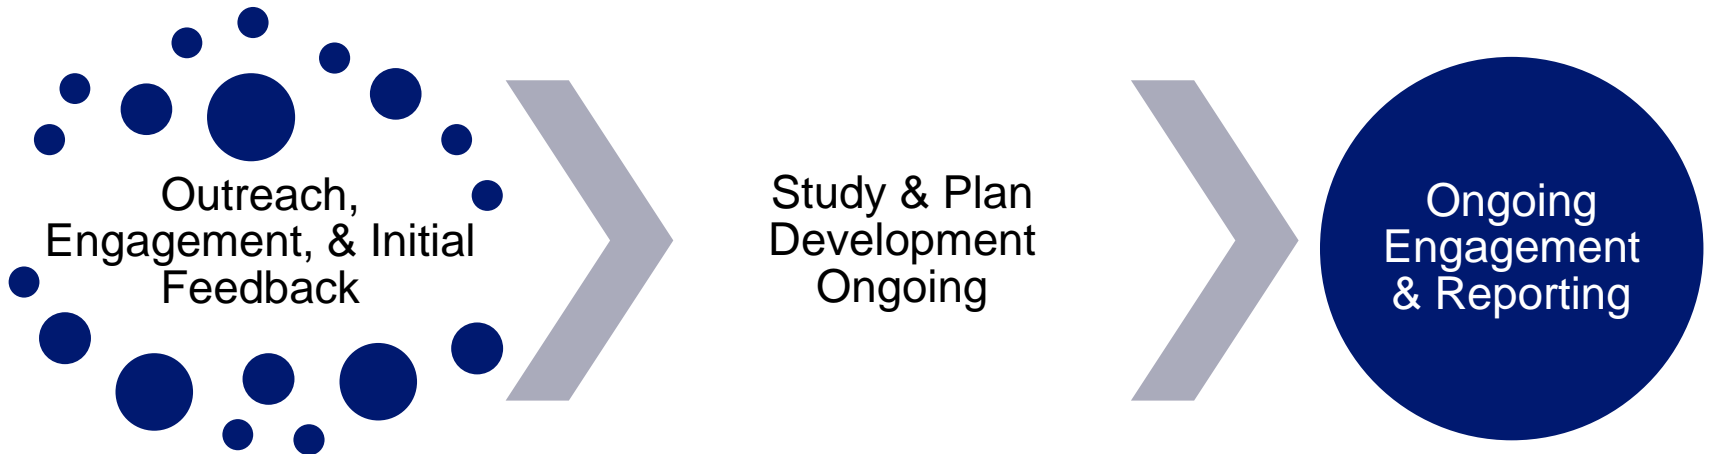 Outreach,
Engagement, & Initial
Feedback
Study & Plan
Development
Ongoing
Ongoing
Engagement
& Reporting